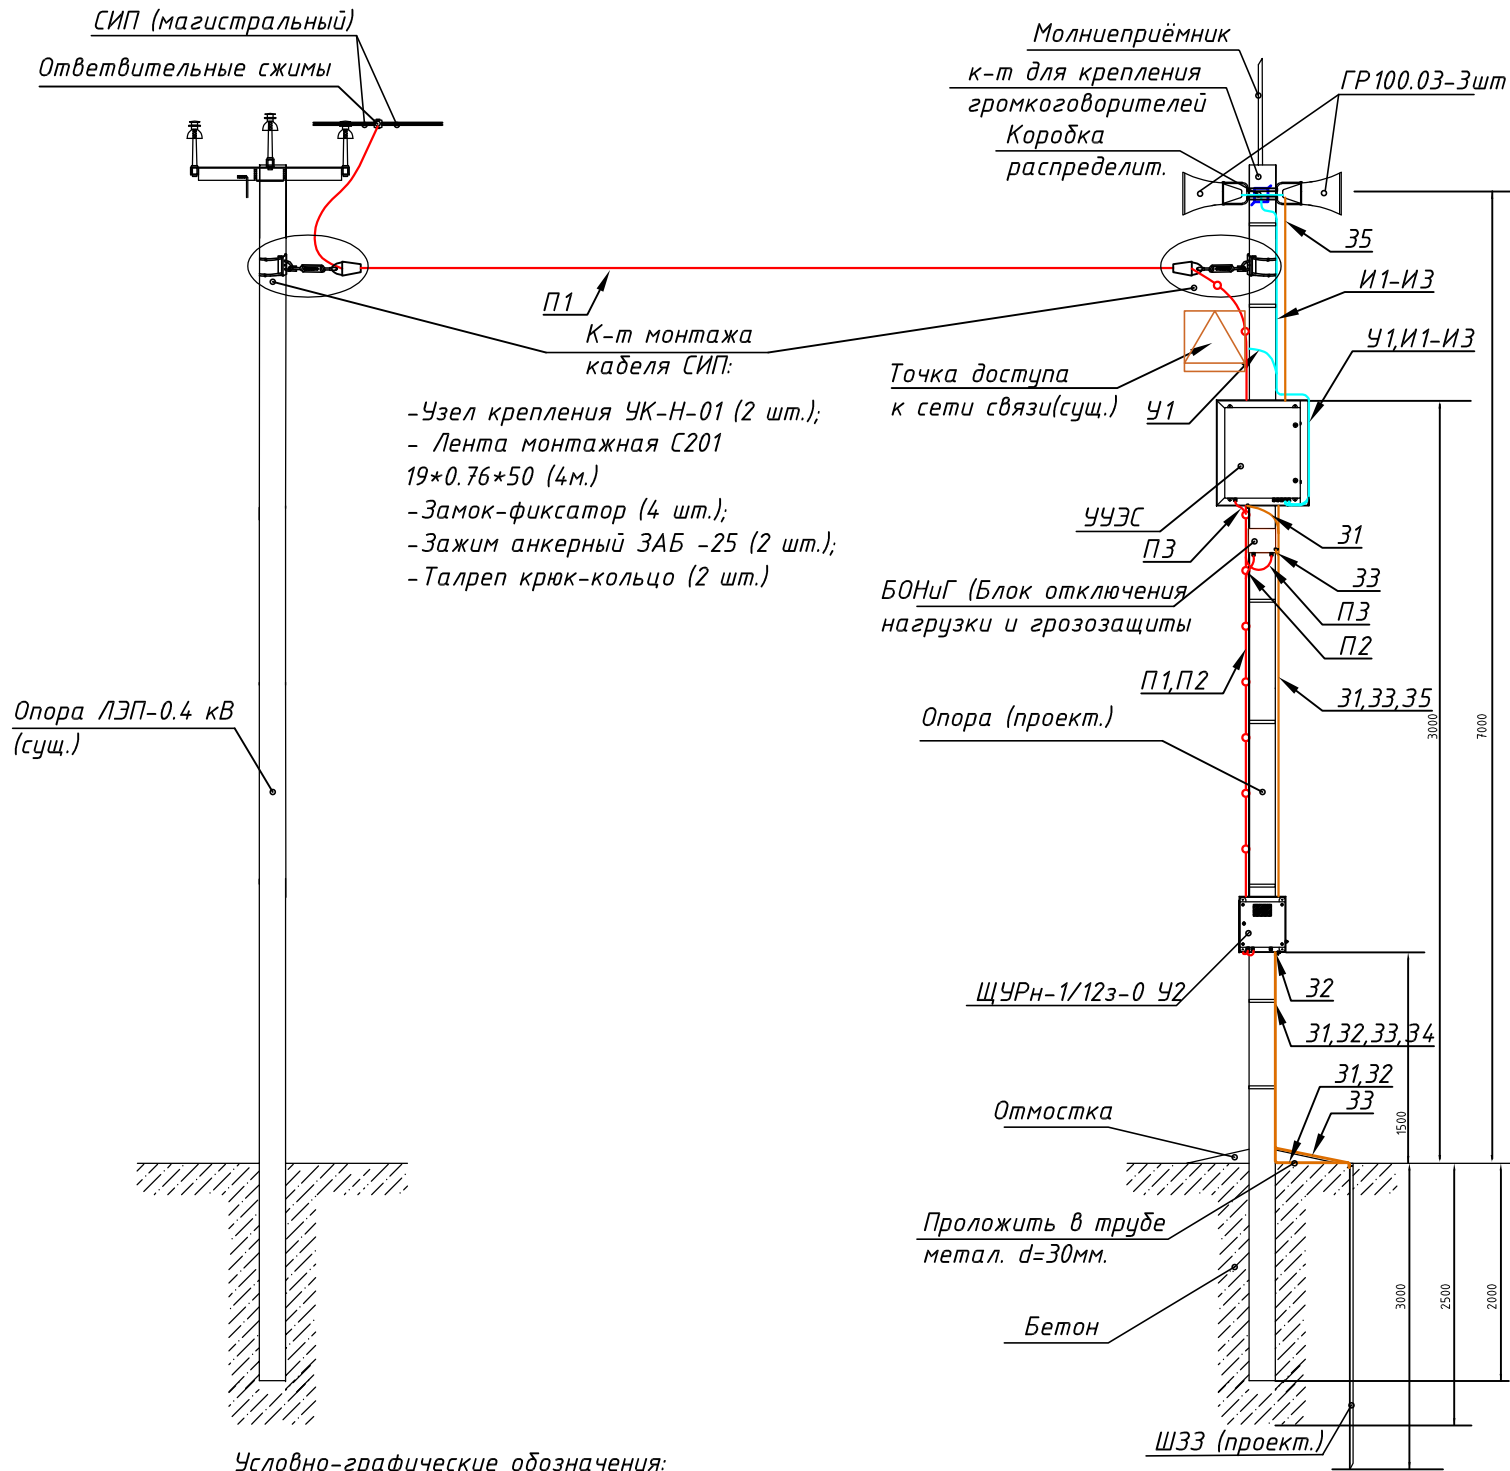 СИП (магистральный)
Ответвительные сжимы
Молниеприёмник
к-т для крепления
громкоговорителей
Коробка
распределит.
ГР100.03-3шт
35
И1-И3
У1,И1-И3
П1
К-т монтажа
кабеля СИП:
-Узел крепления УК-Н-01 (2 шт.);
- Лента монтажная С201
19*0.76*50 (4м.)
-Замок-фиксатор (4 шт.);
-Зажим анкерный ЗАБ -25 (2 шт.);
-Талреп крюк-кольцо (2 шт.)
Точка доступа
к сети связи(сущ.)
У1
УУЭС
П3
З1
З3
П3
П2
БОНиГ (Блок отключения
нагрузки и грозозащиты
П1,П2
З1,З3,З5
Опора ЛЭП-0.4 кВ
(сущ.)
Опора (проект.)
3000
7000
ЩУРн-1/12з-0 У2
З2
З1,З2,З3,З4
З1,З2
З3
1500
Отмостка
Проложить в трубе
метал. d=30мм.
Бетон
3000
2500
2000
ШЗЗ (проект.)
Условно-графические обозначения: